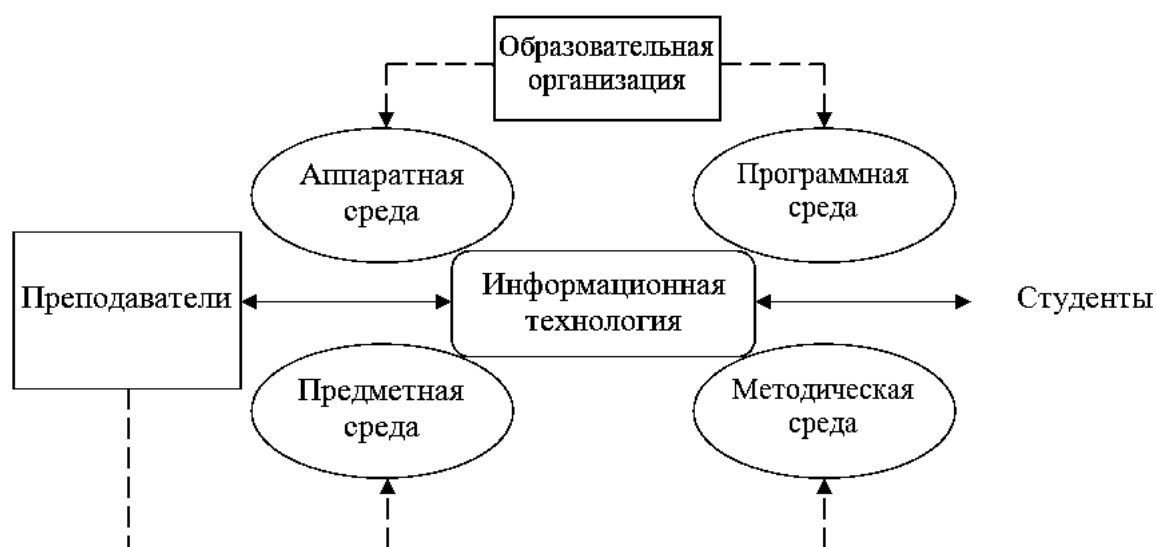 Образовательная
организация
Аппаратная
среда
Программная
среда
Преподаватели
Информационная
технология
Студенты
Предметная
среда
Методическая
среда